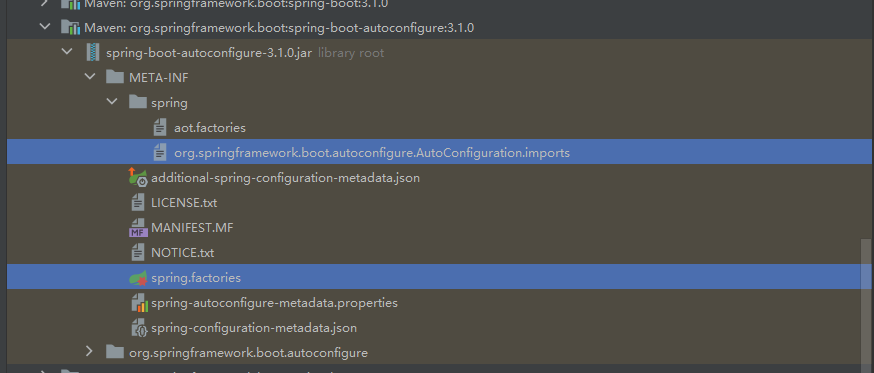 Maven: org.springframework.boot:spring-boot:3.1.0
Maven: org.springframework.boot:spring-boot-autoconfigure:3.1.0
spring-boot-autoconfigure-3.1.0.jar library root
META-INF
spring
aot.factories
org.springframework.boot.autoconfigure.AutoConfiguration.imports
additional-spring-configuration-metadata.json
LICENSE.txt
MF MANIFEST.MF
NOTICE.txt
spring.factories
spring-autoconfigure-metadata.properties
spring-configuration-metadata.json
org.springframework.boot.autoconfigure